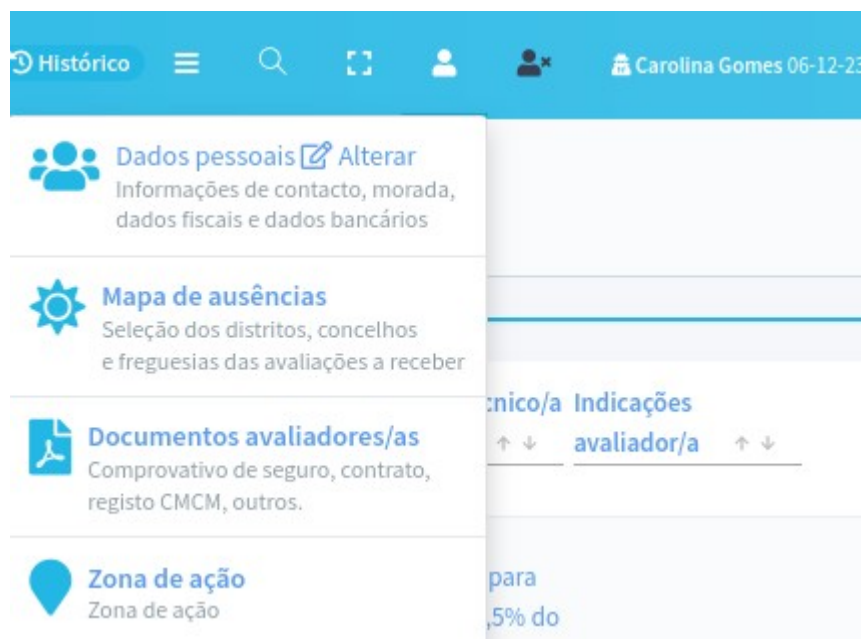 Histórico
Carolina Gomes 06-12-23
Dados pessoais Alterar
Informações de contacto, morada,
dados fiscais e dados bancários
Mapa de ausências
Seleção dos distritos, concelhos
e freguesias das avaliações a receber
Documentos avaliadores/as
Comprovativo de seguro, contrato,
registo CMCM, outros.
Zona de ação
Zona de ação
cnico/a Indicações
avaliador/a
para
,5% do